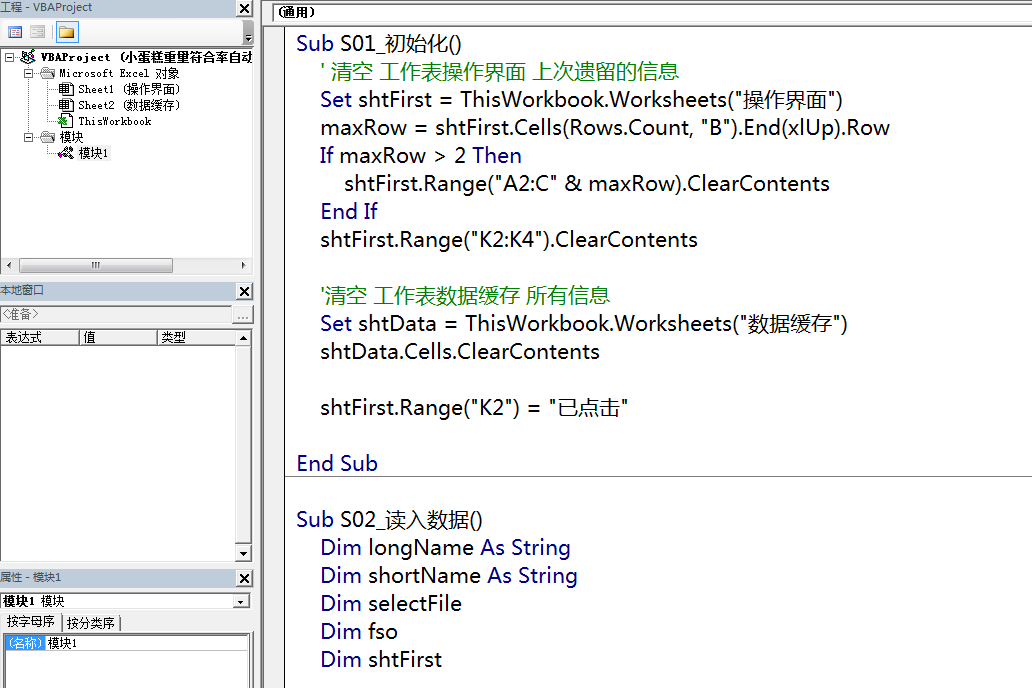 工程 - VBAProject
VBAProject (小蛋糕重量符合率自动
Microsoft Excel 对象
Sheet1 (操作界面)
Sheet2 (数据缓存)
ThisWorkbook
模块
模块1
本地窗口
<准备>
...
表达式 值 类型
属性 - 模块1
模块1 模块
按字母序 按分类序
(名称) 模块1
(通用)
Sub S01_初始化()
' 清空 工作表操作界面 上次遗留的信息
Set shtFirst = ThisWorkbook.Worksheets("操作界面")
maxRow = shtFirst.Cells(Rows.Count, "B").End(xlUp).Row
If maxRow > 2 Then
shtFirst.Range("A2:C" & maxRow).ClearContents
End If
shtFirst.Range("K2:K4").ClearContents
'清空 工作表数据缓存 所有信息
Set shtData = ThisWorkbook.Worksheets("数据缓存")
shtData.Cells.ClearContents
shtFirst.Range("K2") = "已点击"
End Sub
Sub S02_读入数据()
Dim longName As String
Dim shortName As String
Dim selectFile
Dim fso
Dim shtFirst